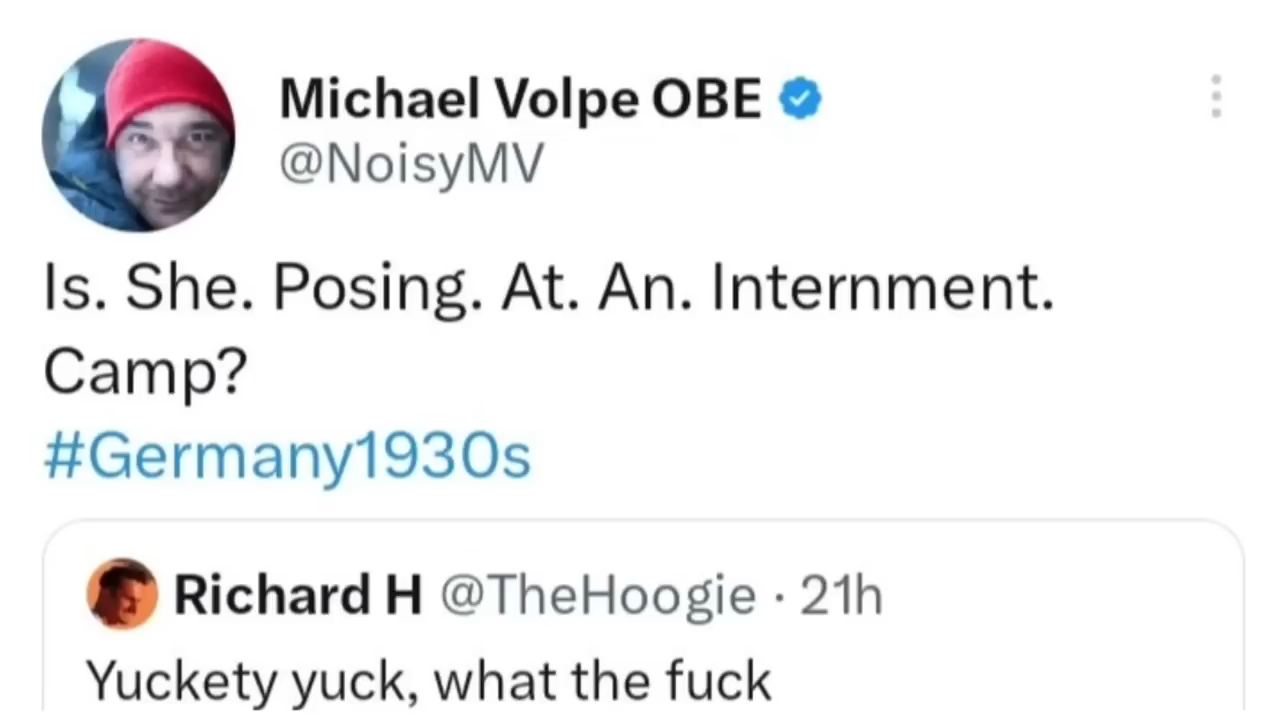 Michael Volpe OBE
@NoisyMV
Is. She. Posing. At. An. Internment.
Camp?
#Germany1930s
Richard H @TheHoogie · 21h
Yuckety yuck, what the fuck